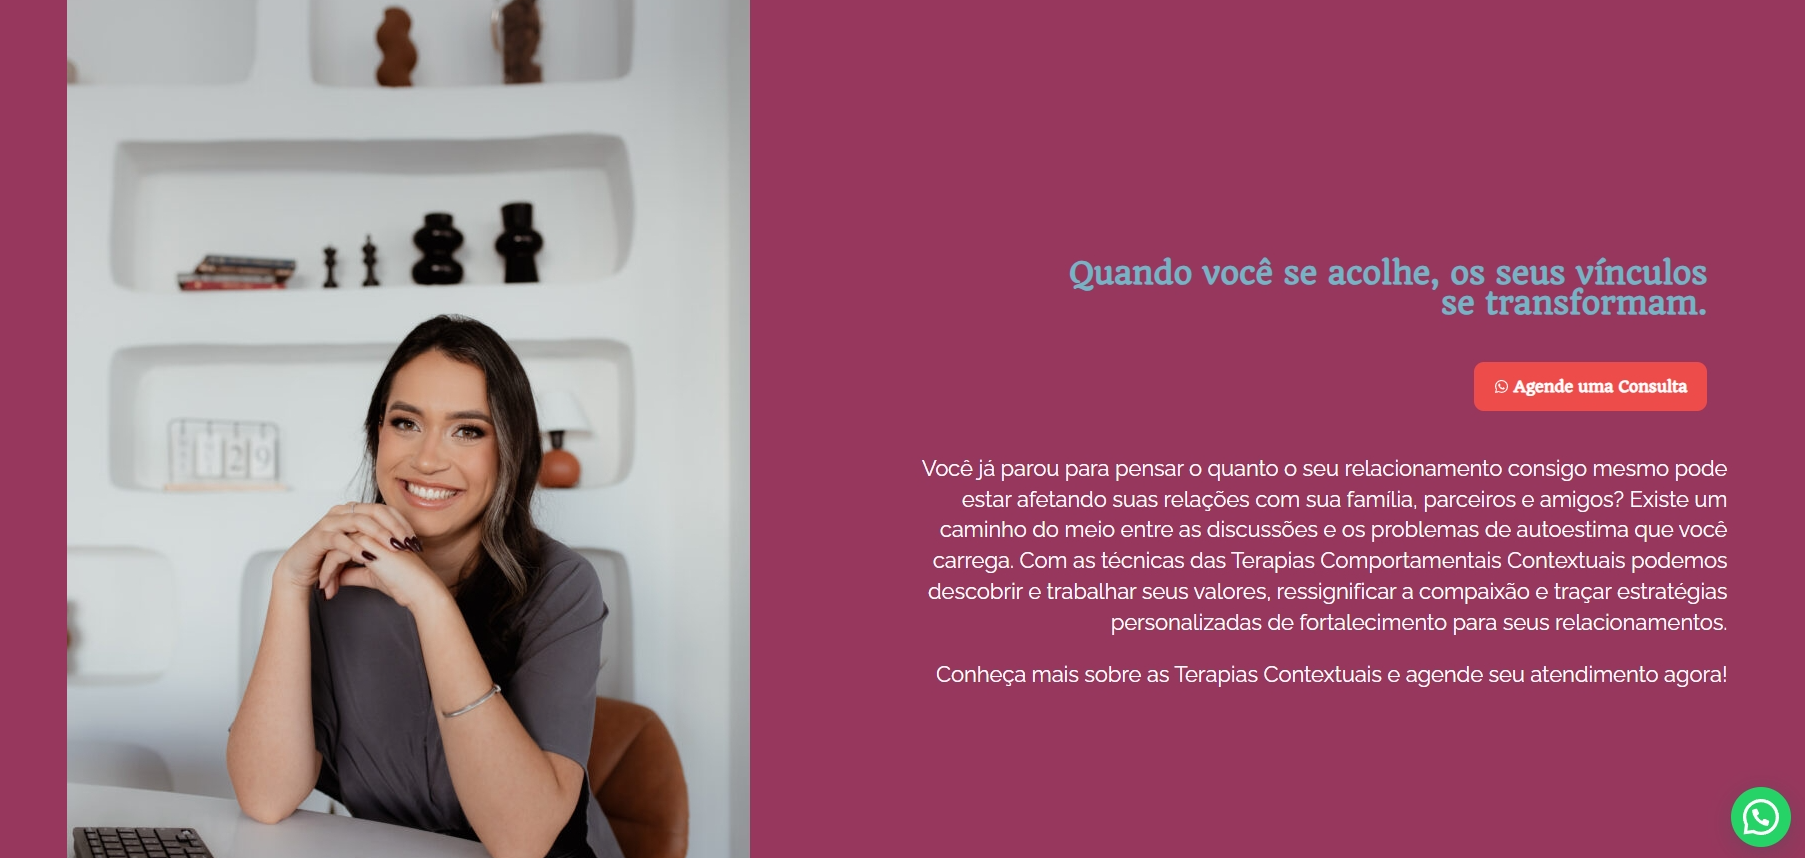 Quando você se acolhe, os seus vínculos
se transformam.
Agende uma Consulta
Você já parou para pensar o quanto o seu relacionamento consigo mesmo pode
estar afetando suas relações com sua família, parceiros e amigos? Existe um
caminho do meio entre as discussões e os problemas de autoestima que você
carrega. Com as técnicas das Terapias Comportamentais Contextuais podemos
descobrir e trabalhar seus valores, ressignificar a compaixão e traçar estratégias
personalizadas de fortalecimento para seus relacionamentos.
Conheça mais sobre as Terapias Contextuais e agende seu atendimento agora!
29